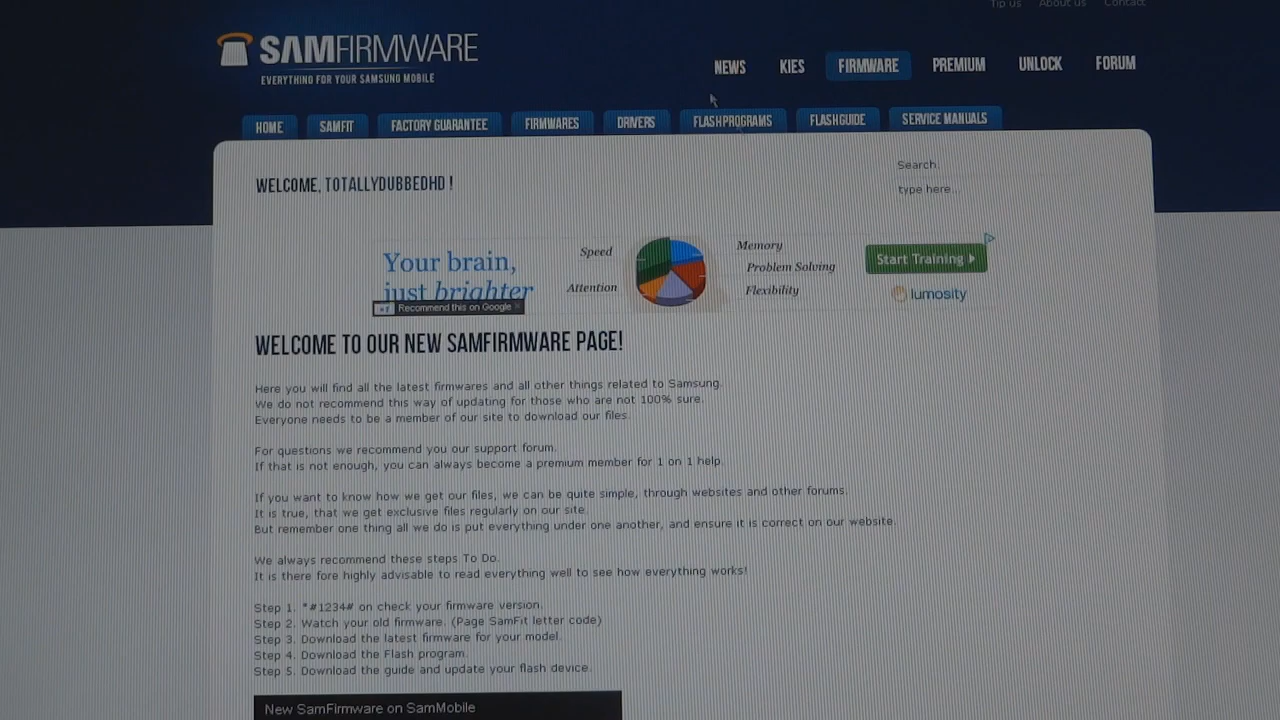 Tip us About us Contact
SAMFIRMWARE
EVERYTHING FOR YOUR SAMSUNG MOBILE
NEWS KIES FIRMWARE PREMIUM UNLOCK FORUM
HOME SAMFIT FACTORY GUARANTEE FIRMWARES DRIVERS FLASHPROGRAMS FLASHGUIDE SERVICE MANUALS
WELCOME, TOTALLYDUBBEDHD !
Search.
type here...
Your brain,
just brighter
Speed
Attention
Memory
Problem Solving
Flexibility
Start Training
lumosity
+1 Recommend this on Google
WELCOME TO OUR NEW SAMFIRMWARE PAGE!
Here you will find all the latest firmwares and all other things related to Samsung.
We do not recommend this way of updating for those who are not 100% sure.
Everyone needs to be a member of our site to download our files.
For questions we recommend you our support forum.
If that is not enough, you can always become a premium member for 1 on 1 help.
If you want to know how we get our files, we can be quite simple, through websites and other forums.
It is true, that we get exclusive files regularly on our site.
But remember one thing all we do is put everything under one another, and ensure it is correct on our website.
We always recommend these steps To Do.
It is there fore highly advisable to read everything well to see how everything works!
Step 1. *#1234# on check your firmware version.
Step 2. Watch your old firmware. (Page SamFit letter code)
Step 3. Download the latest firmware for your model.
Step 4. Download the Flash program.
Step 5. Download the guide and update your flash device.
New SamFirmware on SamMobile